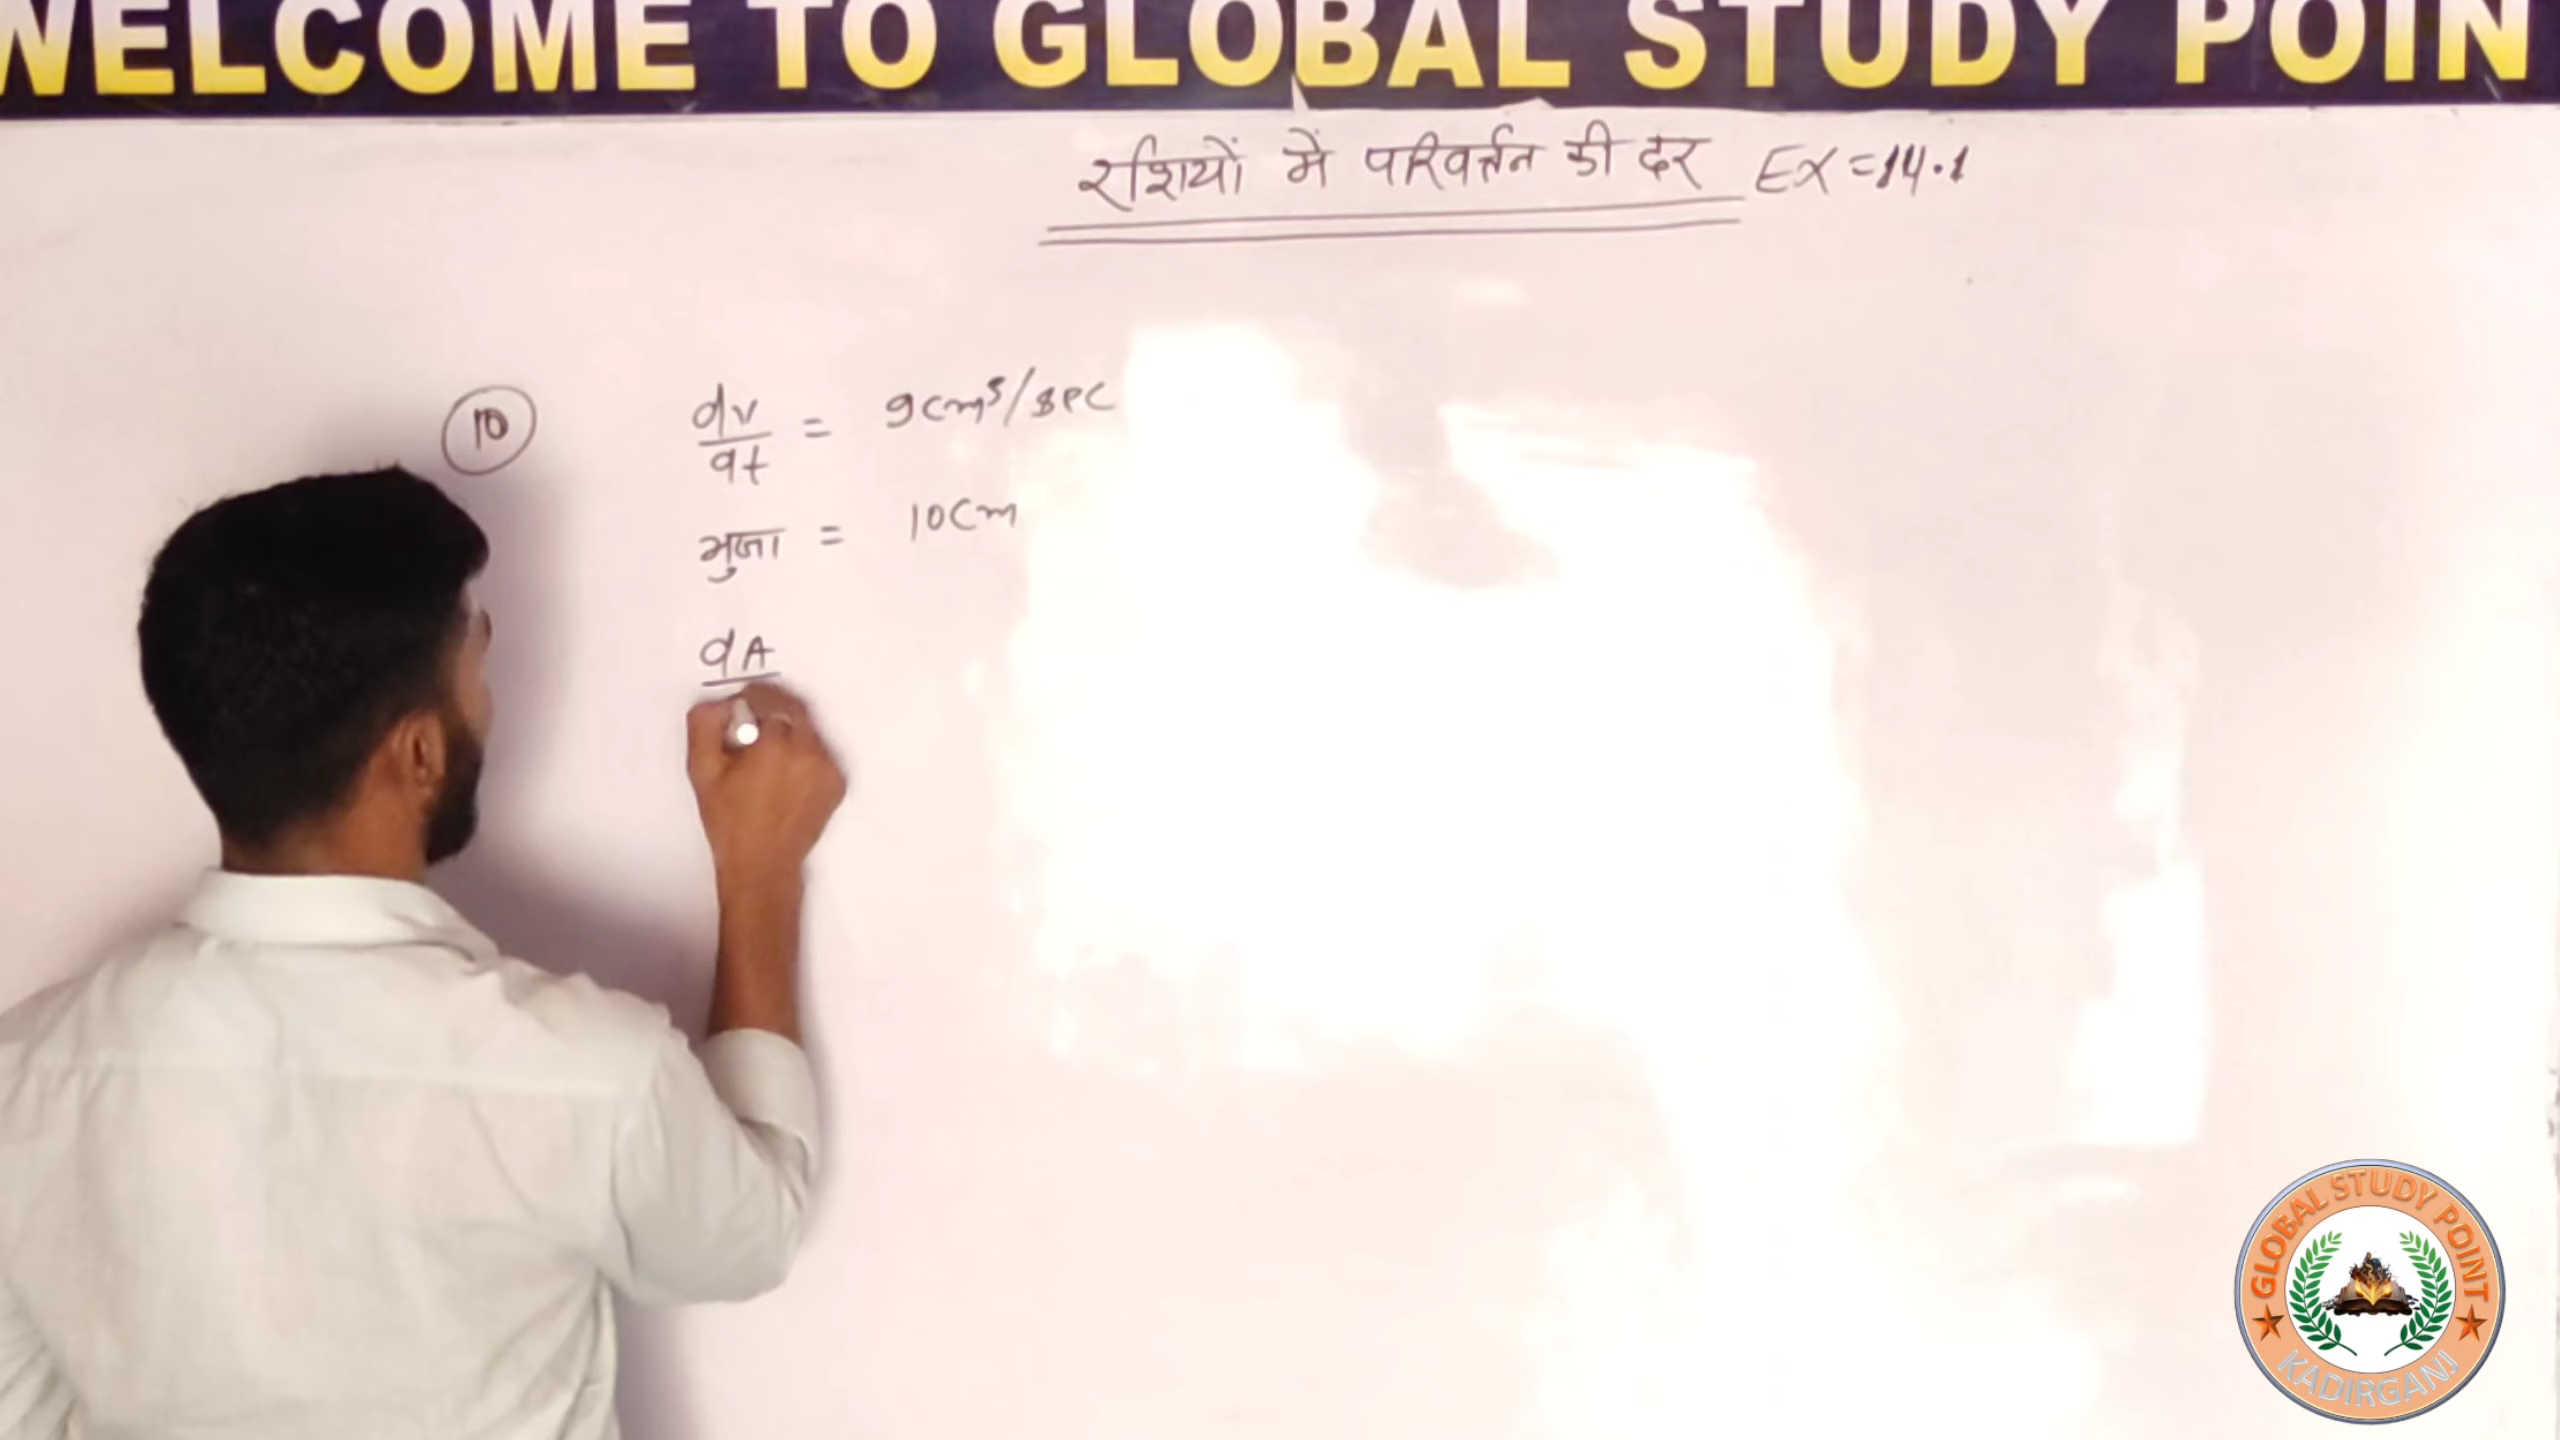 WELCOME TO GLOBAL STUDY POIN
रशियों में परिवर्तन की दर EX = 14.1
10
dv/dt = 9cm³/sec
भुजा = 10cm
dA
GLOBAL STUDY POINT
KADIRGANJ